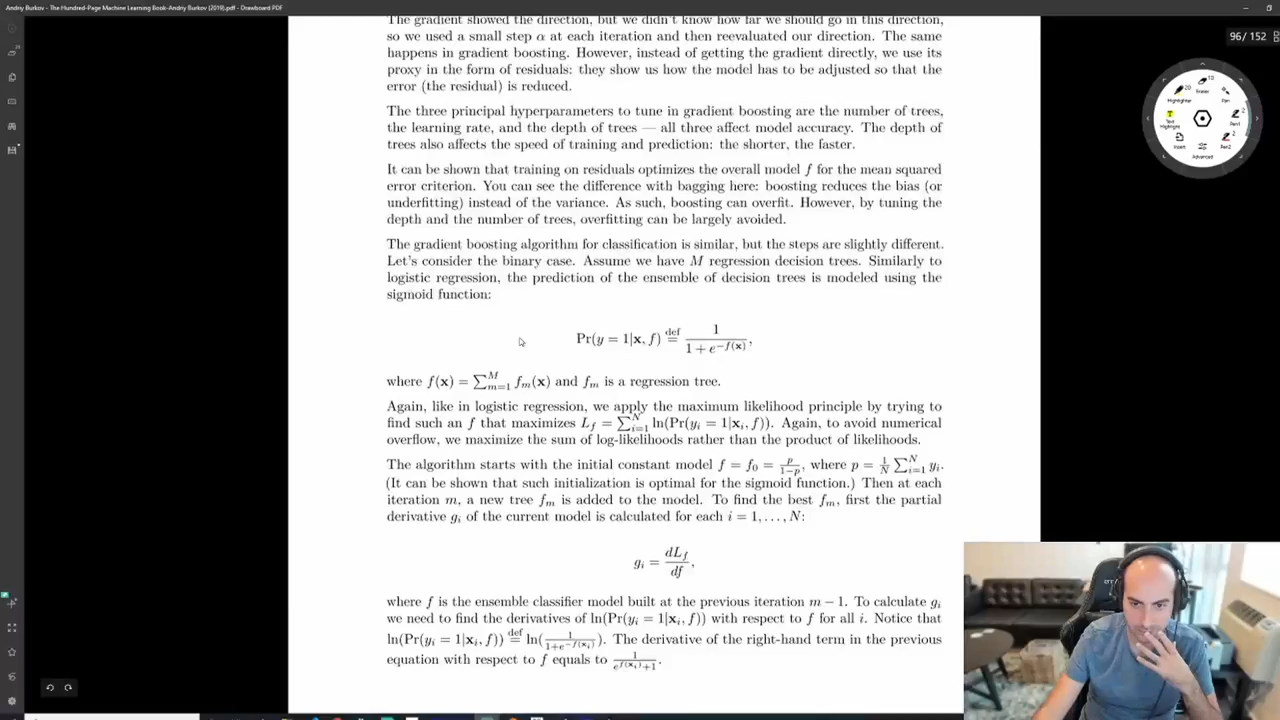 Andriy Burkov - The Hundred-Page Machine Learning Book-Andriy Burkov (2019).pdf - Drawboard PDF
96/ 152
The gradient showed the direction, but we didn't know how far we should go in this direction,
so we used a small step α at each iteration and then reevaluated our direction. The same
happens in gradient boosting. However, instead of getting the gradient directly, we use its
proxy in the form of residuals: they show us how the model has to be adjusted so that the
error (the residual) is reduced.
The three principal hyperparameters to tune in gradient boosting are the number of trees,
the learning rate, and the depth of trees — all three affect model accuracy. The depth of
trees also affects the speed of training and prediction: the shorter, the faster.
It can be shown that training on residuals optimizes the overall model f for the mean squared
error criterion. You can see the difference with bagging here: boosting reduces the bias (or
underfitting) instead of the variance. As such, boosting can overfit. However, by tuning the
depth and the number of trees, overfitting can be largely avoided.
The gradient boosting algorithm for classification is similar, but the steps are slightly different.
Let's consider the binary case. Assume we have M regression decision trees. Similarly to
logistic regression, the prediction of the ensemble of decision trees is modeled using the
sigmoid function:
Pr(y = 1|x, f) def= 1 / (1 + e^{-f(x)}),
where f(x) = ∑_{m=1}^{M} f_m(x) and f_m is a regression tree.
Again, like in logistic regression, we apply the maximum likelihood principle by trying to
find such an f that maximizes L_f = ∑_{i=1}^{N} ln(Pr(y_i = 1|x_i, f)). Again, to avoid numerical
overflow, we maximize the sum of log-likelihoods rather than the product of likelihoods.
The algorithm starts with the initial constant model f = f_0 = p/(1-p), where p = 1/N ∑_{i=1}^{N} y_i.
(It can be shown that such initialization is optimal for the sigmoid function.) Then at each
iteration m, a new tree f_m is added to the model. To find the best f_m, first the partial
derivative g_i of the current model is calculated for each i = 1, . . . , N:
g_i = dL_f / df,
where f is the ensemble classifier model built at the previous iteration m − 1. To calculate g_i
we need to find the derivatives of ln(Pr(y_i = 1|x_i, f)) with respect to f for all i. Notice that
ln(Pr(y_i = 1|x_i, f)) def= ln(1 / (1+e^{-f(x_i)})). The derivative of the right-hand term in the previous
equation with respect to f equals to 1 / (e^{f(x_i)}+1).
Highlighter
Eraser
Pen
Text Highlight
Pen1
Insert
Pen2
Advanced